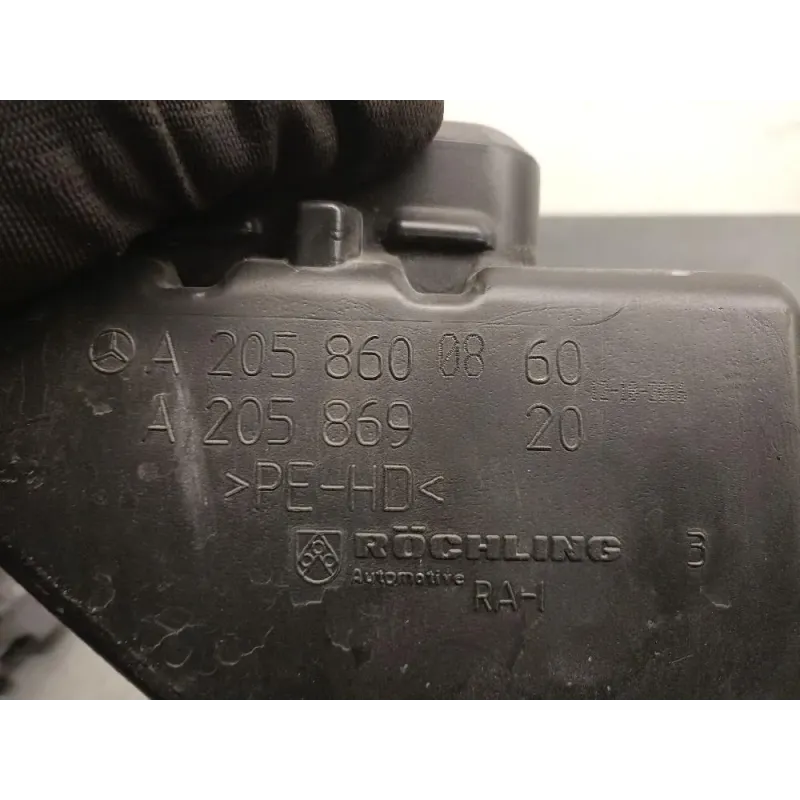 A 205 860 08 60
A 205 869 20
>PE-HD<
RÖCHLING 3
Automotive RA-I